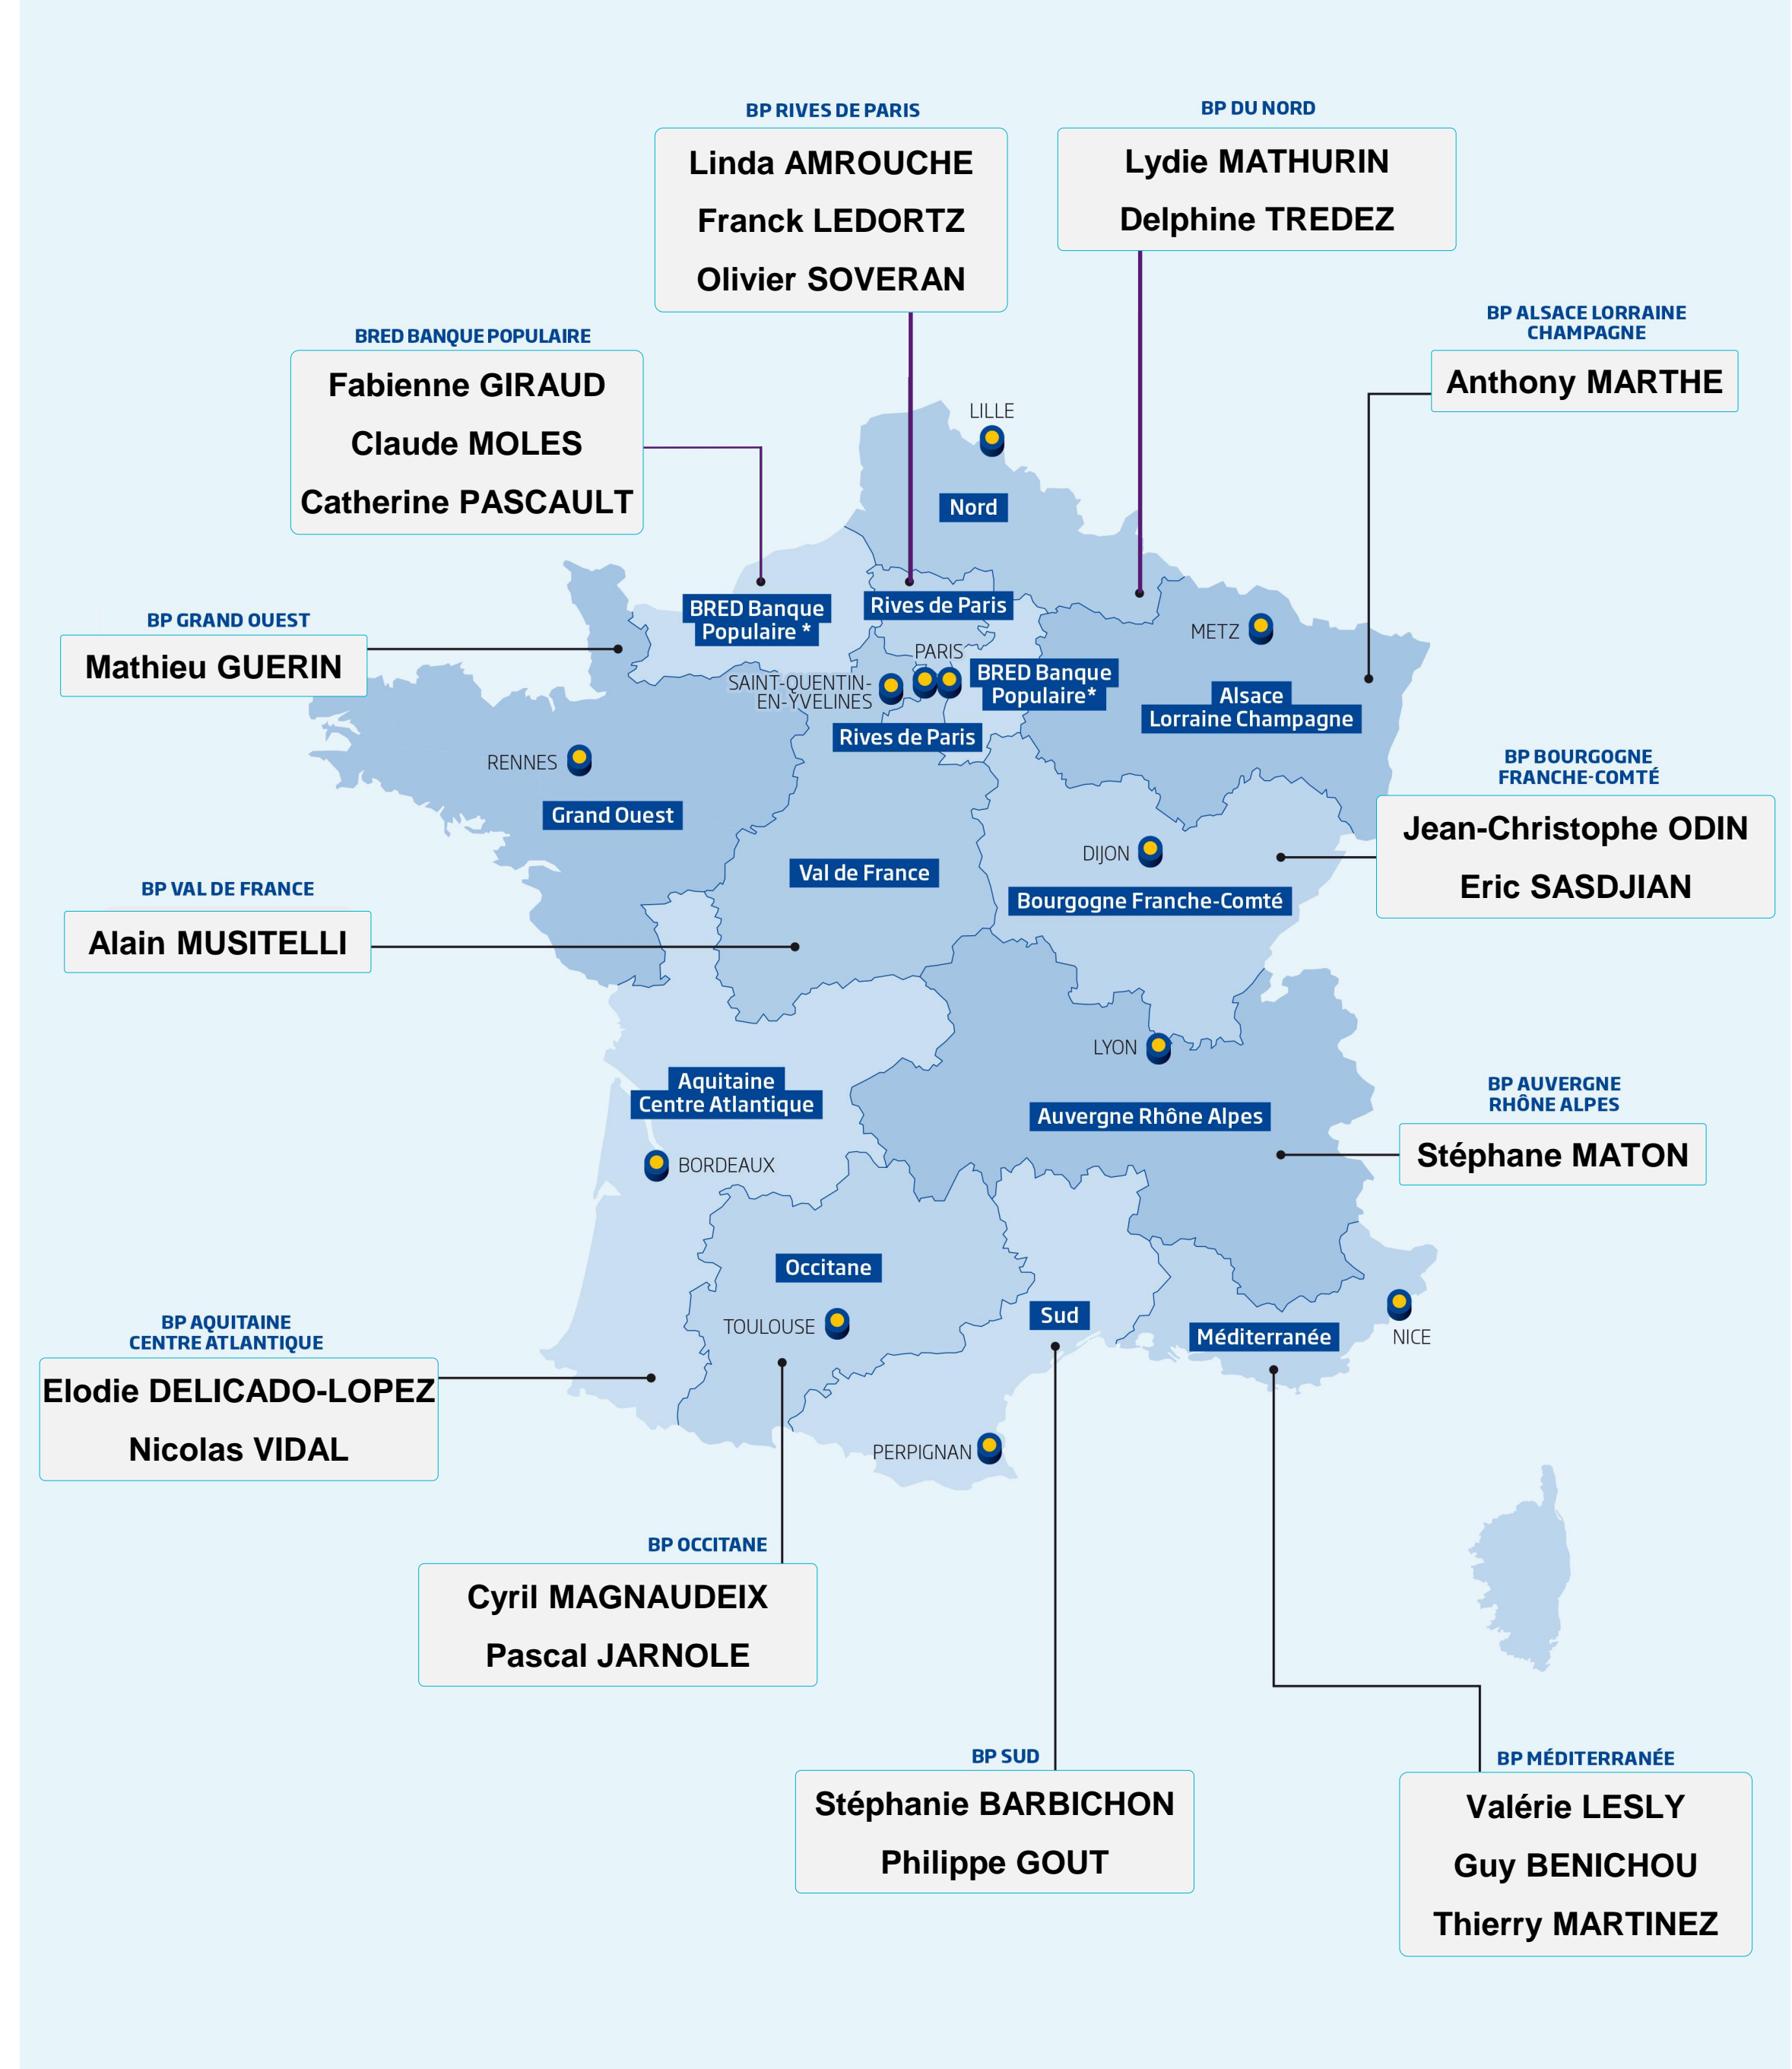 BP RIVES DE PARIS
Linda AMROUCHE
Franck LEDORTZ
Olivier SOVERAN
BP DU NORD
Lydie MATHURIN
Delphine TREDEZ
BP ALSACE LORRAINE
CHAMPAGNE
Anthony MARTHE
BRED BANQUE POPULAIRE
Fabienne GIRAUD
Claude MOLES
Catherine PASCAULT
LILLE
Nord
BP GRAND OUEST
Mathieu GUERIN
BRED Banque
Populaire *
Rives de Paris
METZ
PARIS
SAINT-QUENTIN-
EN-YVELINES
BRED Banque
Populaire*
Alsace
Lorraine Champagne
Rives de Paris
RENNES
Grand Ouest
BP BOURGOGNE
FRANCHE-COMTÉ
Jean-Christophe ODIN
Eric SASDJIAN
DIJON
Val de France
Bourgogne Franche-Comté
BP VAL DE FRANCE
Alain MUSITELLI
LYON
Aquitaine
Centre Atlantique
Auvergne Rhône Alpes
BP AUVERGNE
RHÔNE ALPES
Stéphane MATON
BORDEAUX
Occitane
TOULOUSE
Sud
Méditerranée
NICE
BP AQUITAINE
CENTRE ATLANTIQUE
Elodie DELICADO-LOPEZ
Nicolas VIDAL
PERPIGNAN
BP OCCITANE
Cyril MAGNAUDEIX
Pascal JARNOLE
BP SUD
Stéphanie BARBICHON
Philippe GOUT
BP MÉDITERRANÉE
Valérie LESLY
Guy BENICHOU
Thierry MARTINEZ